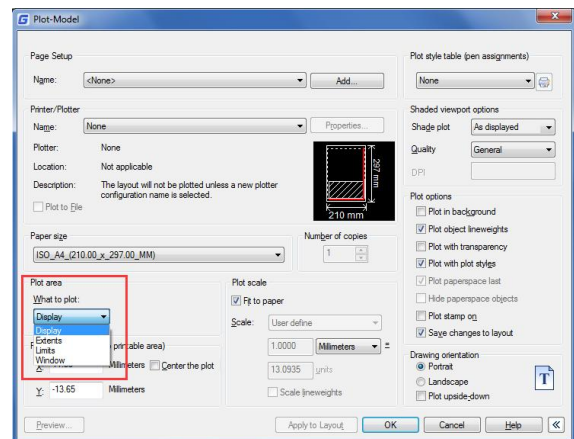 Plot-Model
Page Setup
Name: <None> Add...
Plot style table (pen assignments)
None
Printer/Plotter
Name: None Properties...
Plotter: None
Location: Not applicable
Description: The layout will not be plotted unless a new plotter
configuration name is selected.
Plot to File
297 mm
210 mm
Shaded viewport options
Shade plot As displayed
Quality General
DPI
Paper size
ISO_A4_(210.00_x_297.00_MM)
Number of copies
1
Plot options
Plot in background
Plot object lineweights
Plot with transparency
Plot with plot styles
Plot paperspace last
Hide paperspace objects
Plot stamp on
Save changes to layout
Plot area
What to plot:
Display
Display
Extents
Limits
Window
printable area)
X: Millimeters Center the plot
Y: -13.65 Millimeters
Plot scale
Fit to paper
Scale: User define
1.0000 Millimeters =
13.0935 units
Scale lineweights
Drawing orientation
Portrait
Landscape
Plot upside-down
Preview... Apply to Layout OK Cancel Help